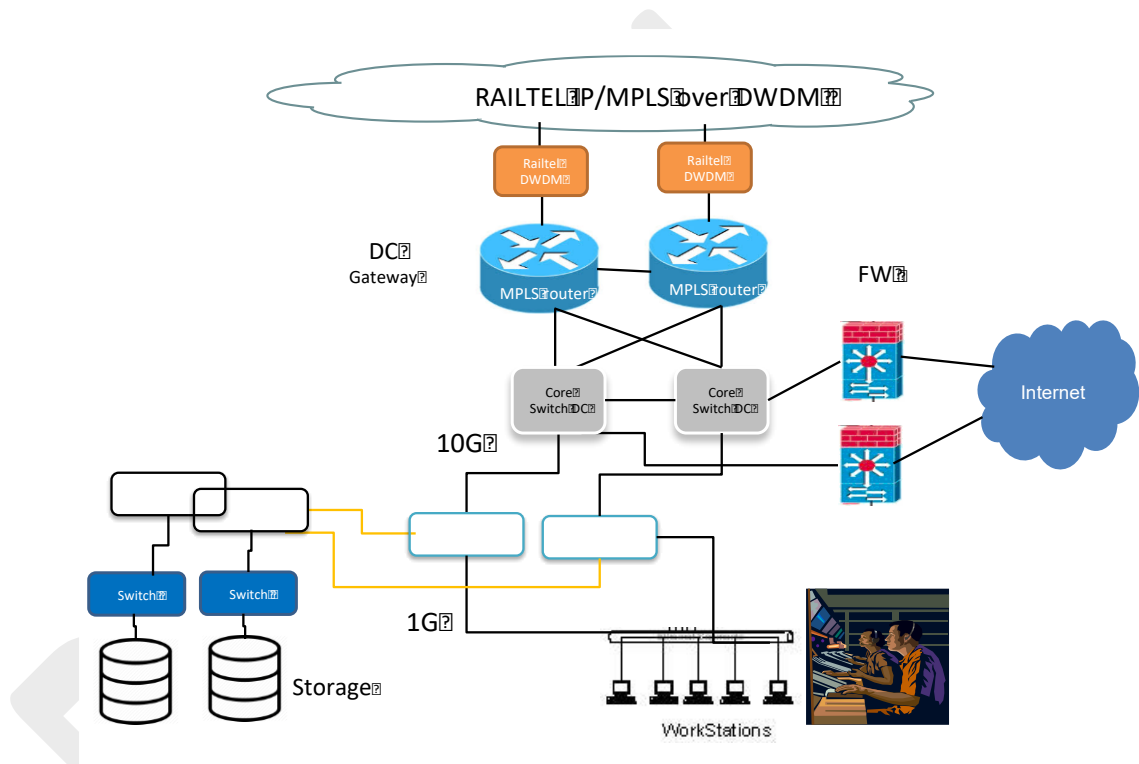 RAILTEL IP/MPLS over DWDM
Railtel
DWDM
Railtel
DWDM
DC
Gateway
MPLS router
MPLS router
FW
Core
Switch DC
Core
Switch DC
Internet
10G
Switch
Switch
1G
Storage
WorkStations